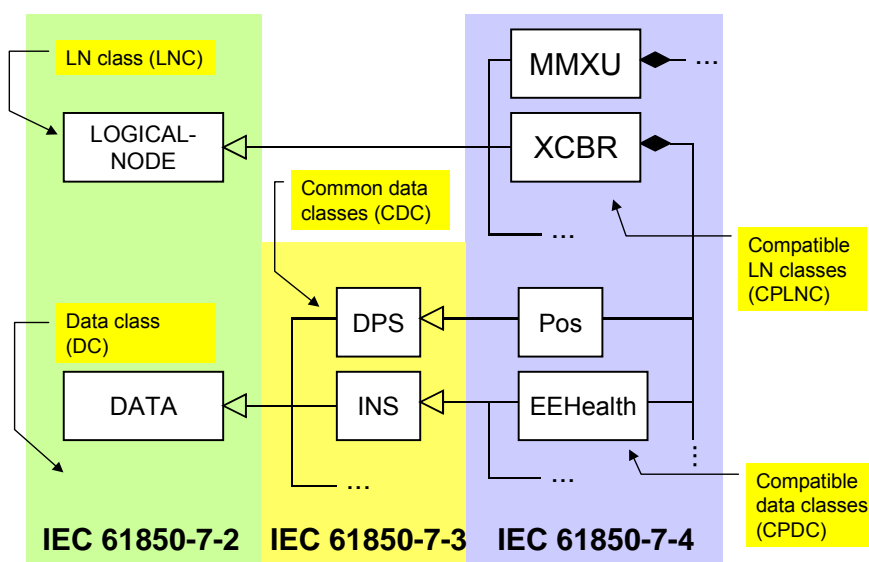 LN class (LNC)
MMXU
...
LOGICAL-
NODE
XCBR
Common data
classes (CDC)
...
Compatible
LN classes
(CPLNC)
Data class
(DC)
DPS
Pos
DATA
INS
EEHealth
...
...
...
Compatible
data classes
(CPDC)
IEC 61850-7-2
IEC 61850-7-3
IEC 61850-7-4